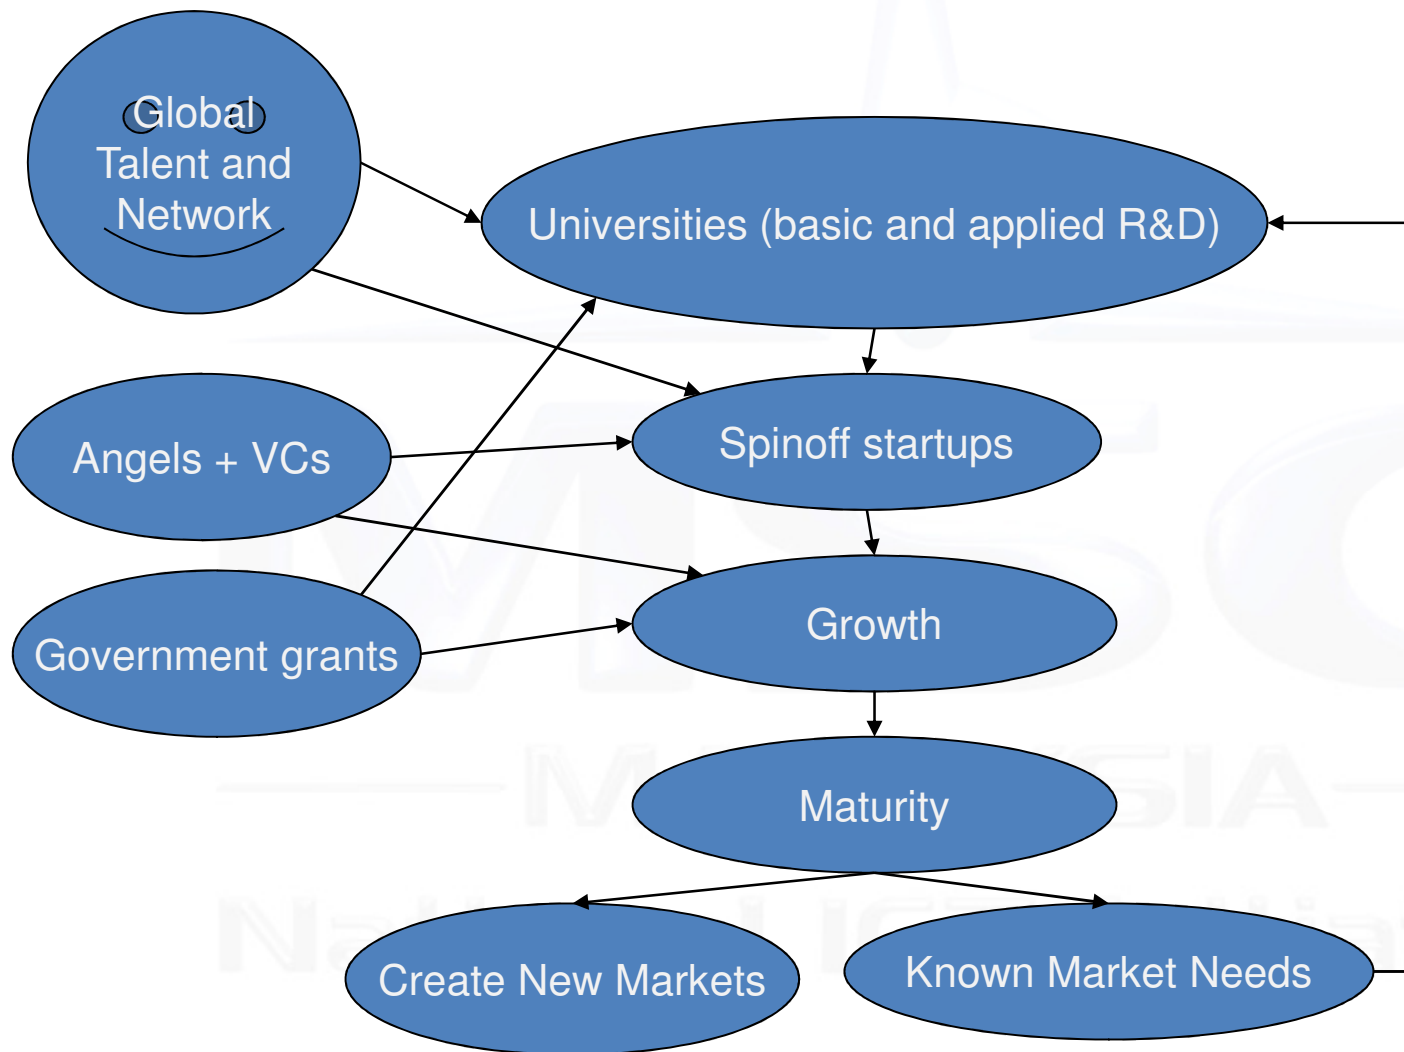 Global
Talent and
Network
Universities (basic and applied R&D)
Spinoff startups
Angels + VCs
Growth
Government grants
Maturity
Create New Markets
Known Market Needs